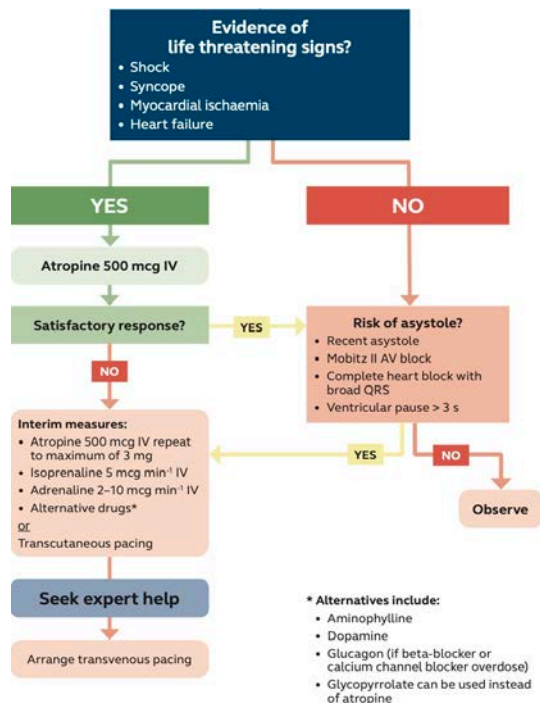 Evidence of
life threatening signs?
• Shock
• Syncope
• Myocardial ischaemia
• Heart failure
YES
NO
Atropine 500 mcg IV
Satisfactory response?
YES
Risk of asystole?
• Recent asystole
• Mobitz II AV block
• Complete heart block with
broad QRS
• Ventricular pause > 3 s
NO
Interim measures:
• Atropine 500 mcg IV repeat
to maximum of 3 mg
• Isoprenaline 5 mcg min⁻¹ IV
• Adrenaline 2–10 mcg min⁻¹ IV
• Alternative drugs*
or
Transcutaneous pacing
YES
NO
Observe
Seek expert help
Arrange transvenous pacing
* Alternatives include:
• Aminophylline
• Dopamine
• Glucagon (if beta-blocker or
calcium channel blocker overdose)
• Glycopyrrolate can be used instead
of atropine